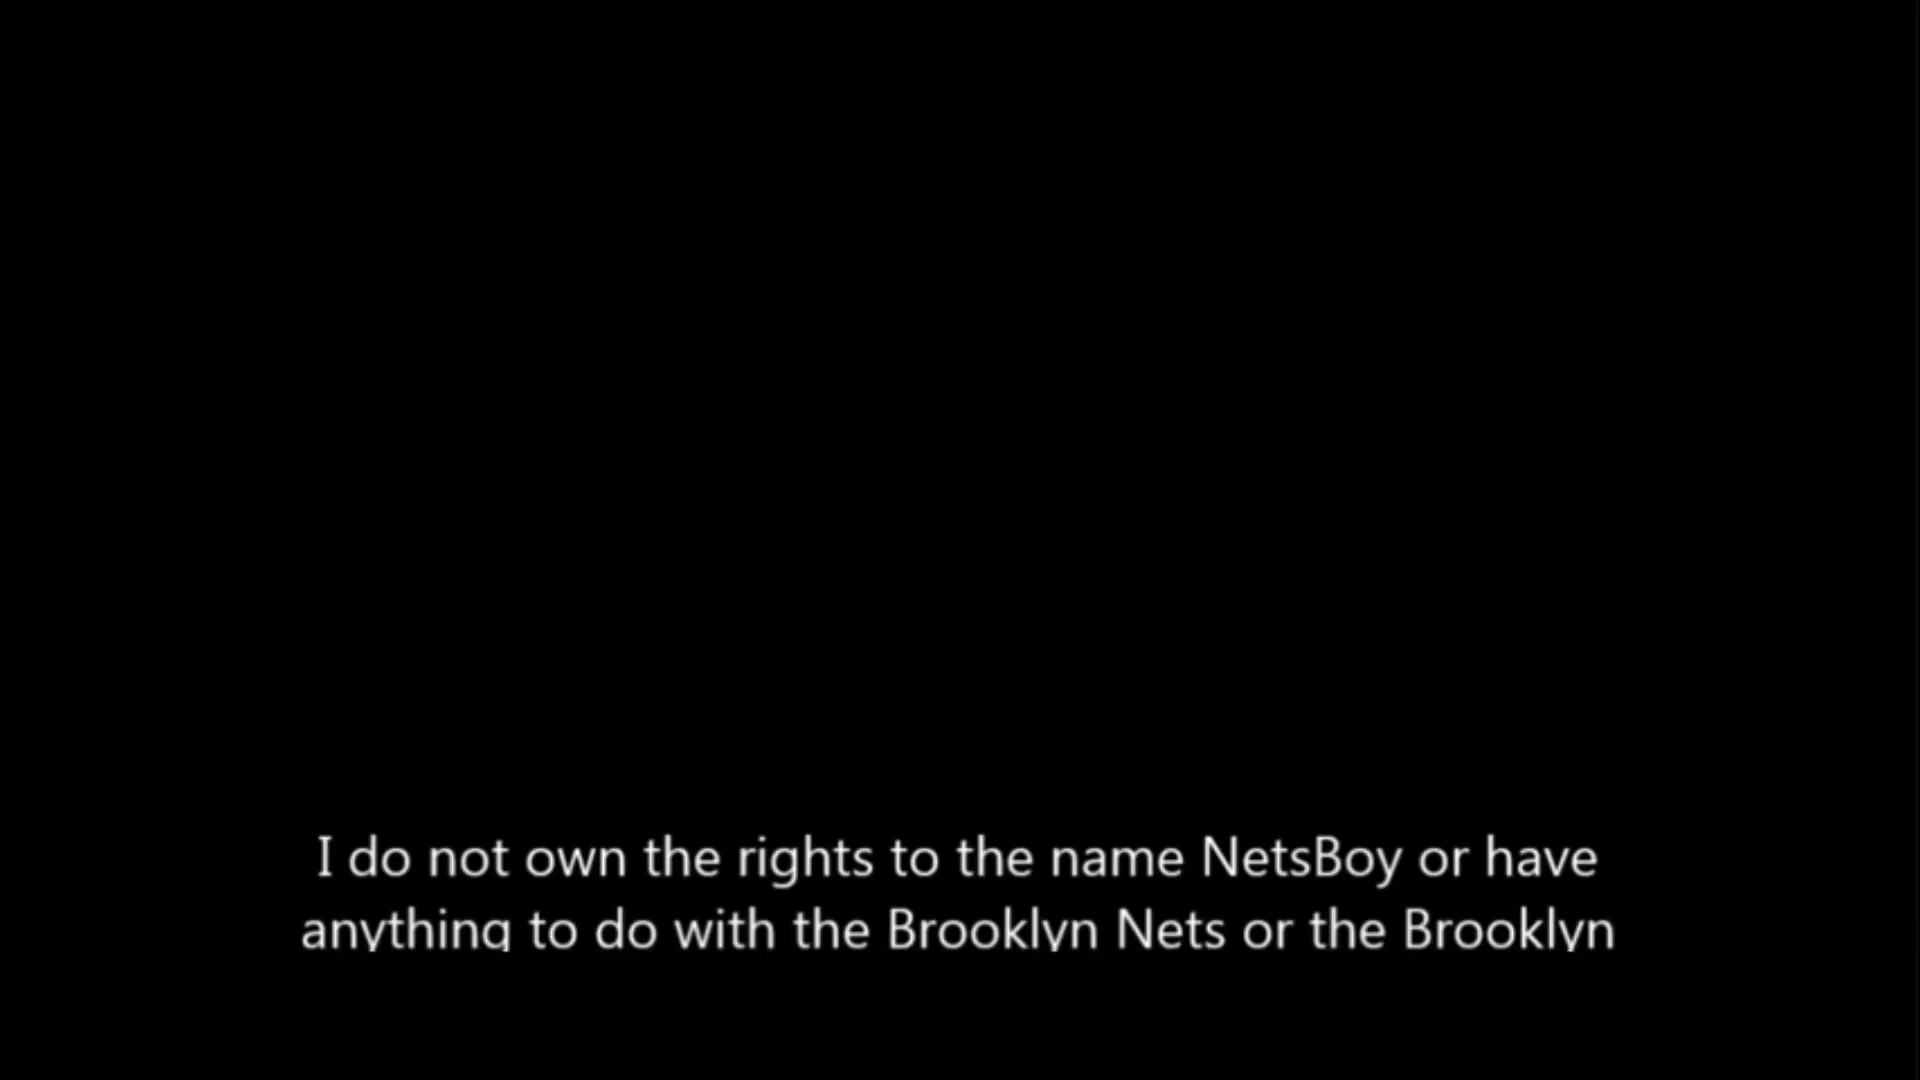 I do not own the rights to the name NetsBoy or have
anything to do with the Brooklyn Nets or the Brooklyn